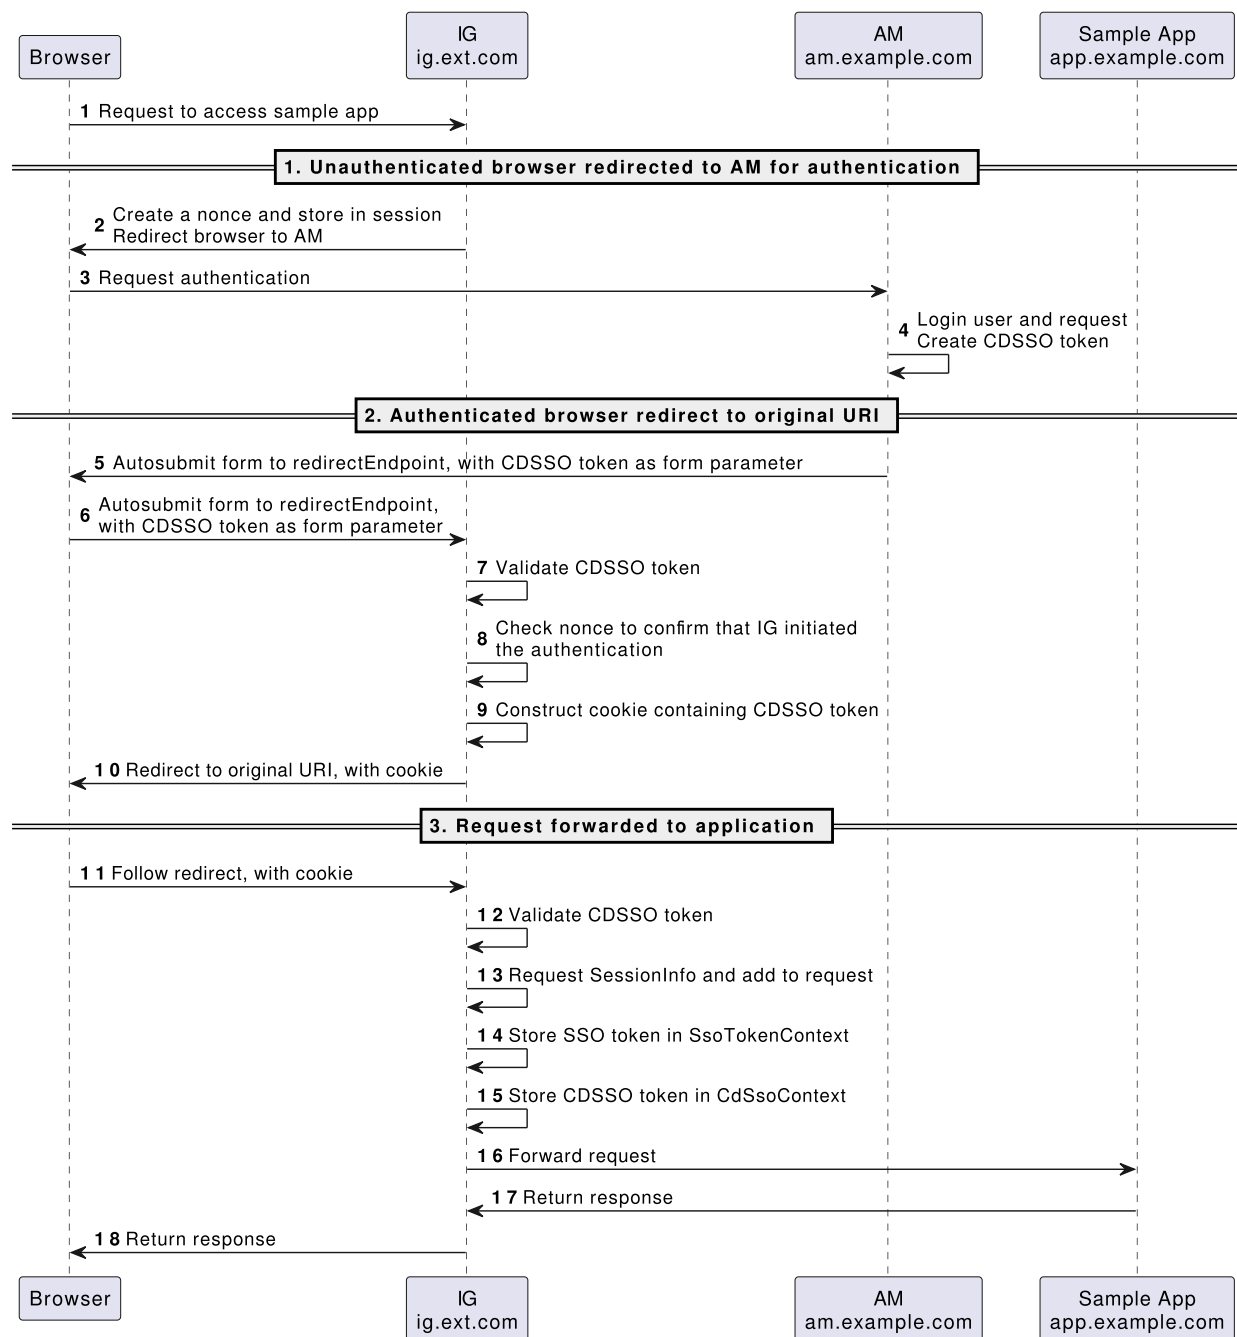 Browser
IG
ig.ext.com
AM
am.example.com
Sample App
app.example.com
1 Request to access sample app
1. Unauthenticated browser redirected to AM for authentication
2 Create a nonce and store in session
Redirect browser to AM
3 Request authentication
4 Login user and request
Create CDSSO token
2. Authenticated browser redirect to original URI
5 Autosubmit form to redirectEndpoint, with CDSSO token as form parameter
6 Autosubmit form to redirectEndpoint,
with CDSSO token as form parameter
7 Validate CDSSO token
8 Check nonce to confirm that IG initiated
the authentication
9 Construct cookie containing CDSSO token
10 Redirect to original URI, with cookie
3. Request forwarded to application
11 Follow redirect, with cookie
12 Validate CDSSO token
13 Request SessionInfo and add to request
14 Store SSO token in SsoTokenContext
15 Store CDSSO token in CdSsoContext
16 Forward request
17 Return response
18 Return response
Browser
IG
ig.ext.com
AM
am.example.com
Sample App
app.example.com